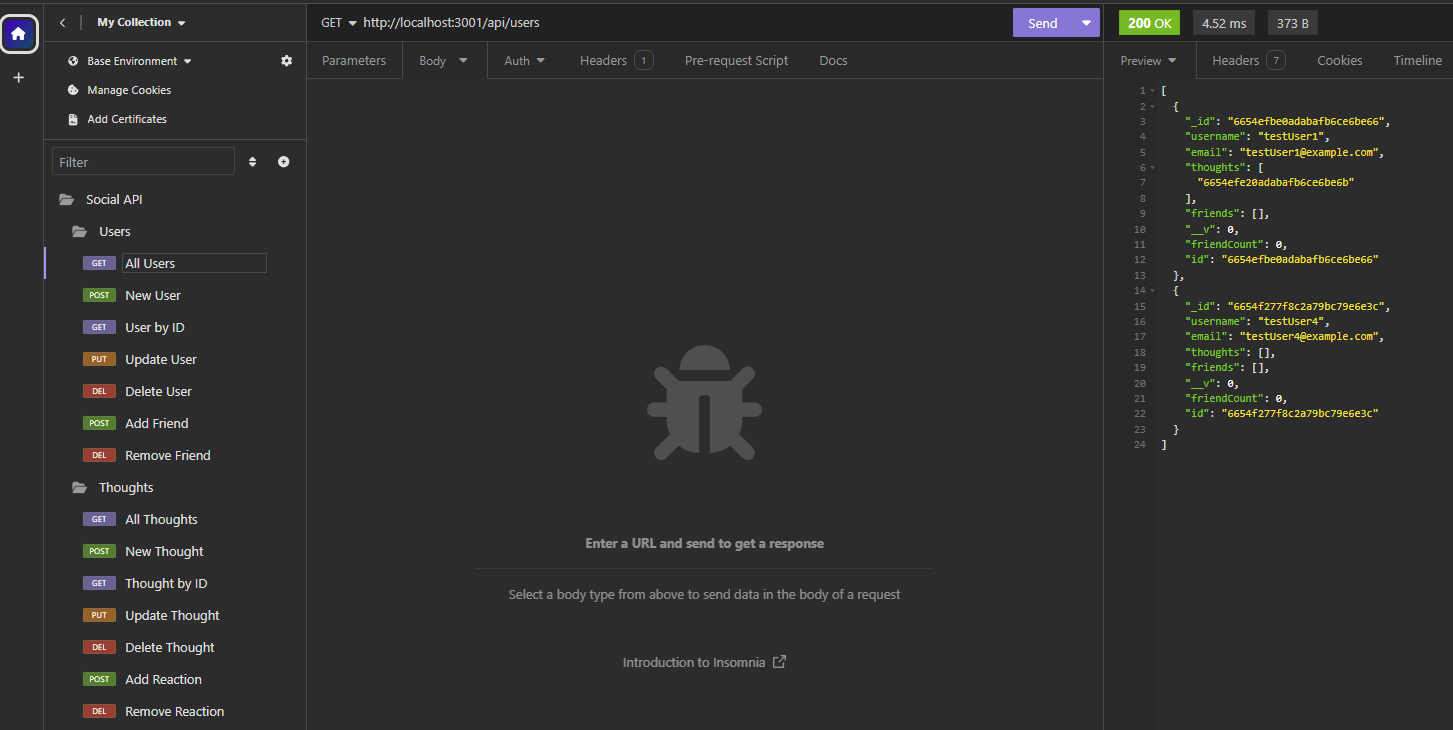 My Collection
Base Environment
Manage Cookies
Add Certificates
Filter
Social API
Users
GET All Users
POST New User
GET User by ID
PUT Update User
DEL Delete User
POST Add Friend
DEL Remove Friend
Thoughts
GET All Thoughts
POST New Thought
GET Thought by ID
PUT Update Thought
DEL Delete Thought
POST Add Reaction
DEL Remove Reaction
GET http://localhost:3001/api/users Send
Parameters Body Auth Headers 1 Pre-request Script Docs
Enter a URL and send to get a response
Select a body type from above to send data in the body of a request
Introduction to Insomnia
200 OK 4.52 ms 373 B
Preview Headers 7 Cookies Timeline
1 [
2 {
3 "_id": "6654efbe0adabafb6ce6be66",
4 "username": "testUser1",
5 "email": "testUser1@example.com",
6 "thoughts": [
7 "6654efe20adabafb6ce6be6b"
8 ],
9 "friends": [],
10 "__v": 0,
11 "friendCount": 0,
12 "id": "6654efbe0adabafb6ce6be66"
13 },
14 {
15 "_id": "6654f277f8c2a79bc79e6e3c",
16 "username": "testUser4",
17 "email": "testUser4@example.com",
18 "thoughts": [],
19 "friends": [],
20 "__v": 0,
21 "friendCount": 0,
22 "id": "6654f277f8c2a79bc79e6e3c"
23 }
24 ]